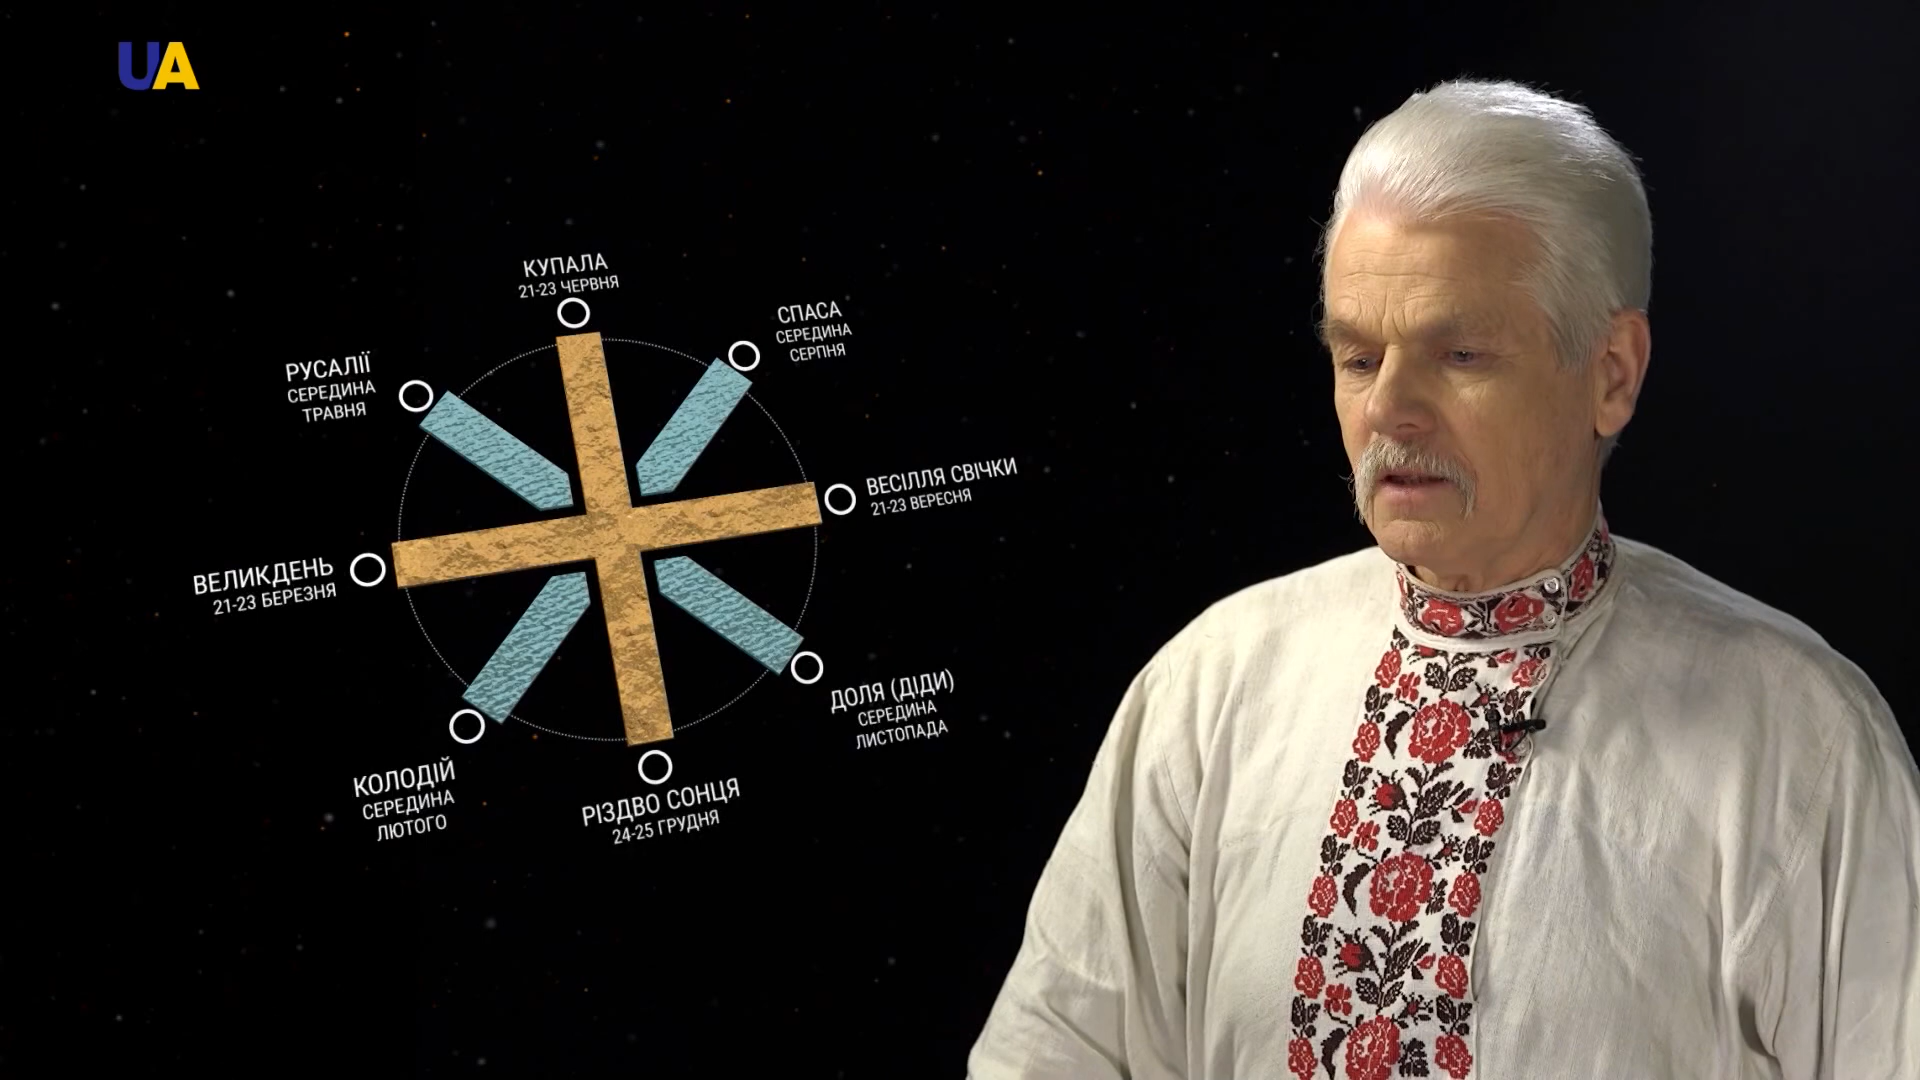 UA
КУПАЛА
21-23 ЧЕРВНЯ
СПАСА
СЕРЕДИНА
СЕРПНЯ
РУСАЛІЇ
СЕРЕДИНА
ТРАВНЯ
ВЕСІЛЛЯ СВІЧКИ
21-23 ВЕРЕСНЯ
ВЕЛИКДЕНЬ
21-23 БЕРЕЗНЯ
ДОЛЯ (ДІДИ)
СЕРЕДИНА
ЛИСТОПАДА
КОЛОДІЙ
СЕРЕДИНА
ЛЮТОГО
РІЗДВО СОНЦЯ
24-25 ГРУДНЯ